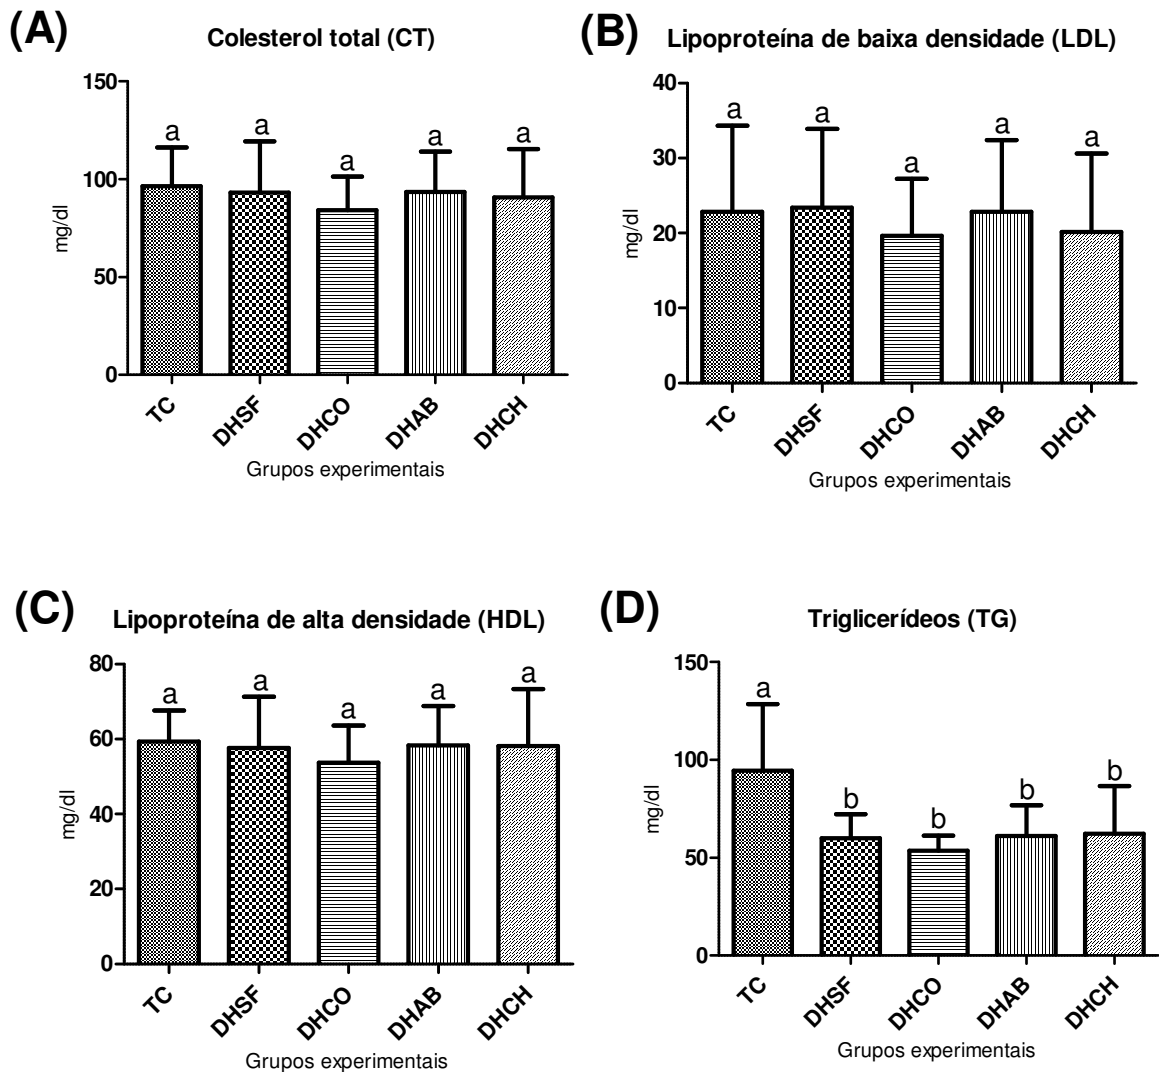 (A)
Colesterol total (CT)
150
100
50
0
mg/dl
a
a
a
a
a
TC
DHSF
DHCO
DHAB
DHCH
Grupos experimentais
(B)
Lipoproteína de baixa densidade (LDL)
40
30
20
10
0
mg/dl
a
a
a
a
a
TC
DHSF
DHCO
DHAB
DHCH
Grupos experimentais
(C)
Lipoproteína de alta densidade (HDL)
80
60
40
20
0
mg/dl
a
a
a
a
a
TC
DHSF
DHCO
DHAB
DHCH
Grupos experimentais
(D)
Triglicerídeos (TG)
150
100
50
0
mg/dl
a
b
b
b
b
TC
DHSF
DHCO
DHAB
DHCH
Grupos experimentais